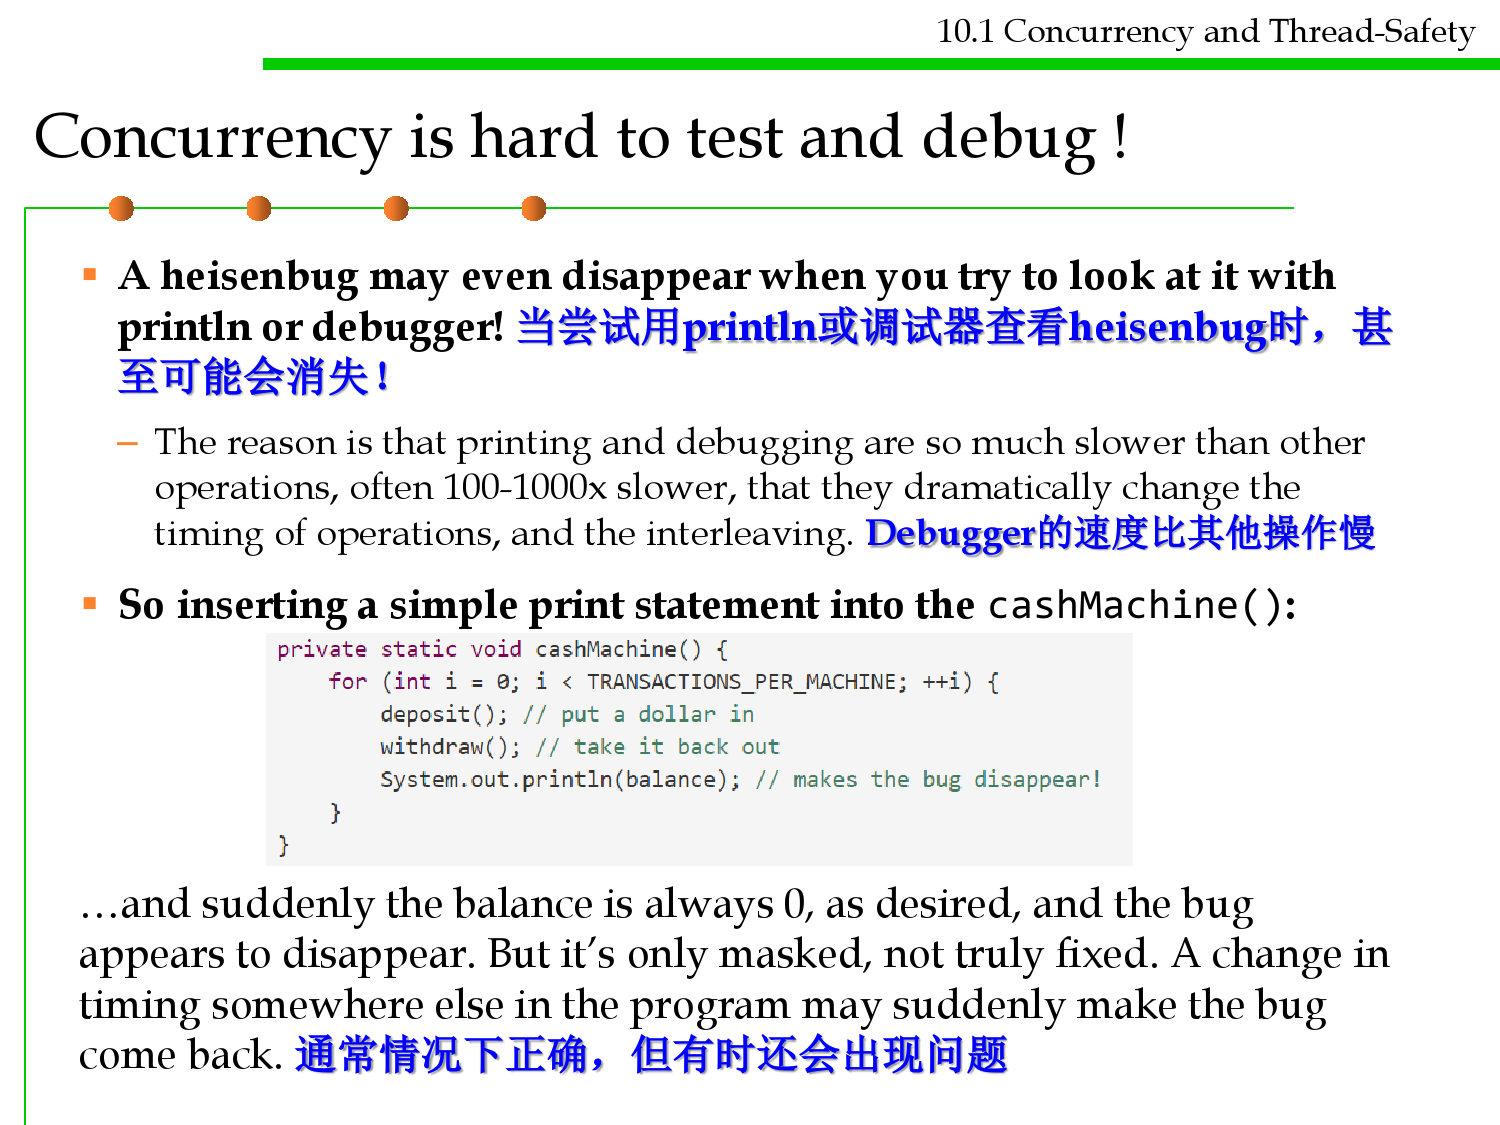 10.1 Concurrency and Thread-Safety
Concurrency is hard to test and debug !
▪ A heisenbug may even disappear when you try to look at it with
println or debugger! 当尝试用println或调试器查看heisenbug时，甚
至可能会消失！
– The reason is that printing and debugging are so much slower than other
operations, often 100-1000x slower, that they dramatically change the
timing of operations, and the interleaving. Debugger的速度比其他操作慢
▪ So inserting a simple print statement into the cashMachine():
private static void cashMachine() {
    for (int i = 0; i < TRANSACTIONS_PER_MACHINE; ++i) {
        deposit(); // put a dollar in
        withdraw(); // take it back out
        System.out.println(balance); // makes the bug disappear!
    }
}
…and suddenly the balance is always 0, as desired, and the bug
appears to disappear. But it’s only masked, not truly fixed. A change in
timing somewhere else in the program may suddenly make the bug
come back. 通常情况下正确，但有时还会出现问题